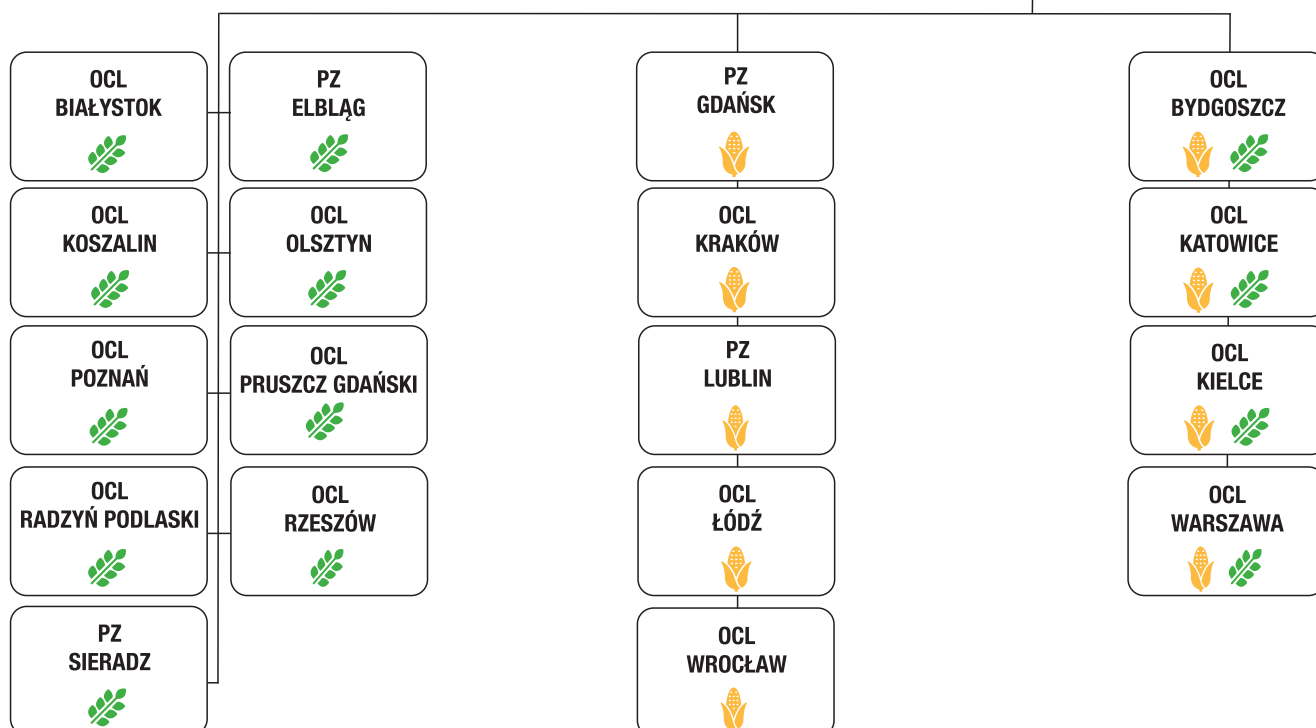 OCL
BIAŁYSTOK
PZ
ELBLĄG
PZ
GDAŃSK
OCL
BYDGOSZCZ
OCL
KOSZALIN
OCL
OLSZTYN
OCL
KRAKÓW
OCL
KATOWICE
OCL
POZNAŃ
OCL
PRUSZCZ GDAŃSKI
PZ
LUBLIN
OCL
KIELCE
OCL
RADZYŃ PODLASKI
OCL
RZESZÓW
OCL
ŁÓDŹ
OCL
WARSZAWA
PZ
SIERADZ
OCL
WROCŁAW